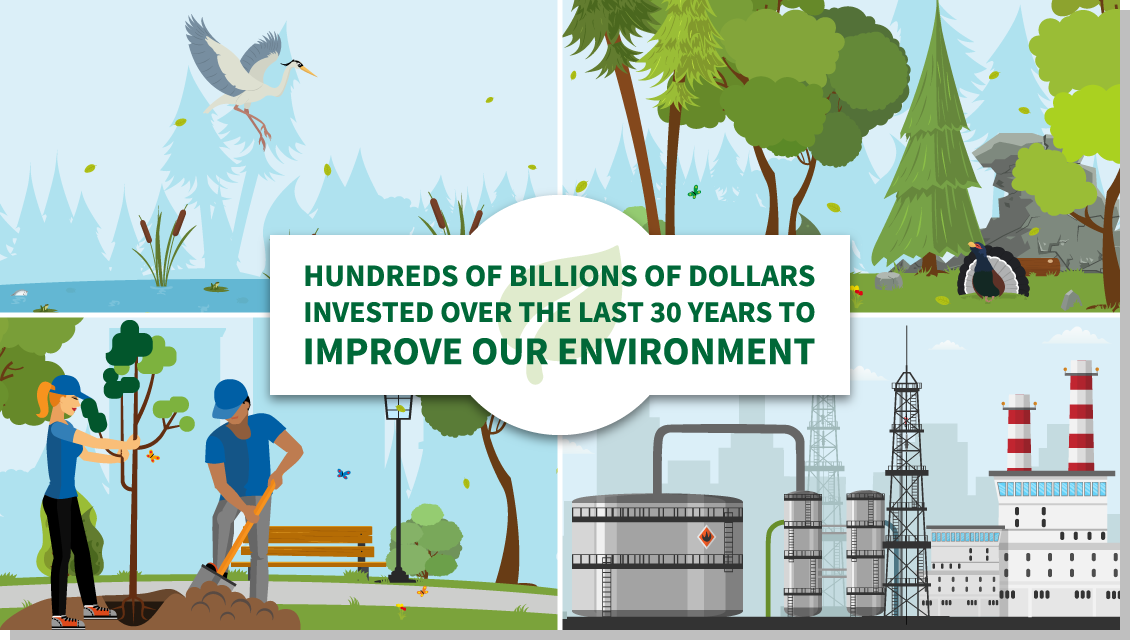 HUNDREDS OF BILLIONS OF DOLLARS
INVESTED OVER THE LAST 30 YEARS TO
IMPROVE OUR ENVIRONMENT